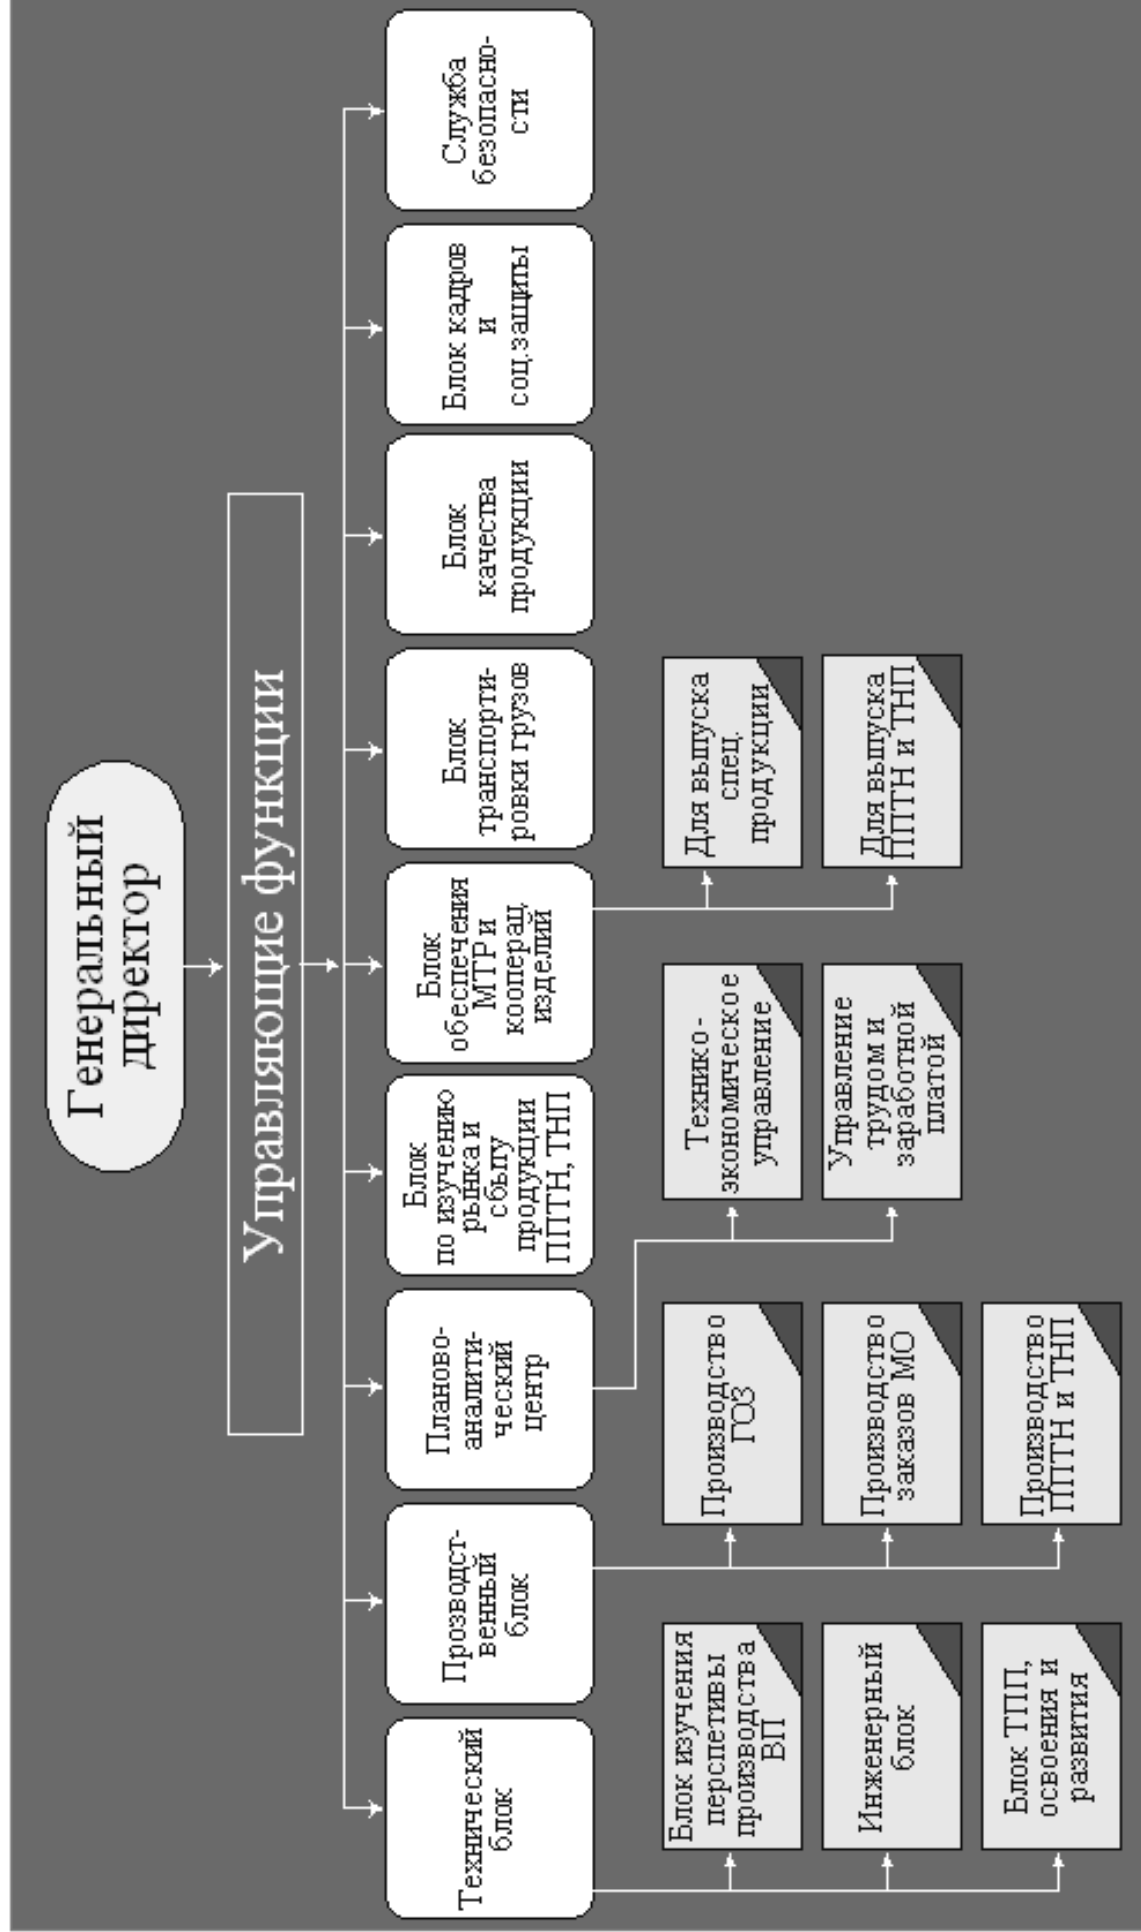 Генеральный
директор
Управляющие функции
Технический
блок
Прозводст-
венный
блок
Планово-
аналити-
ческий
центр
Блок
по изучению
рынка и
сбыту
продукции
ППТН, ТНП
Блок
обеспечения
МТР и
кооперац.
изделий
Блок
транспорти-
ровки грузов
Блок
качества
продукции
Блок кадров
и
соц.защиты
Служба
безопасно-
сти
Блок изучения
перспетивы
производства
ВП
Инженерный
блок
Блок ТПП,
освоения и
развития
Производство
ГОЗ
Производство
заказов МО
Производство
ППТН и ТНП
Технико-
экономическое
управление
Управление
трудом и
заработной
платой
Для выпуска
спец.
продукции
Для выпуска
ППТН и ТНП